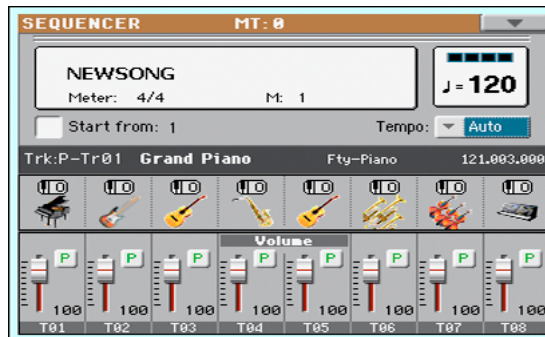 SEQUENCER MT: 0
NEWSONG
Meter: 4/4 M: 1
♩ = 120
Start from: 1 Tempo: Auto
Trk:P-Tr01 Grand Piano Fty-Piano 121.003.000
Volume
P P P P P P P P
100 100 100 100 100 100 100 100
T01 T02 T03 T04 T05 T06 T07 T08